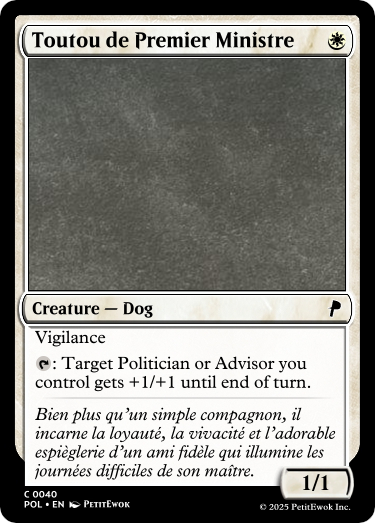 Toutou de Premier Ministre
Creature — Dog
Vigilance
: Target Politician or Advisor you
control gets +1/+1 until end of turn.
Bien plus qu'un simple compagnon, il
incarne la loyauté, la vivacité et l'adorable
espièglerie d'un ami fidèle qui illumine les
journées difficiles de son maître.
1/1
C 0040
POL • EN PetitEwok
© 2025 PetitEwok Inc.